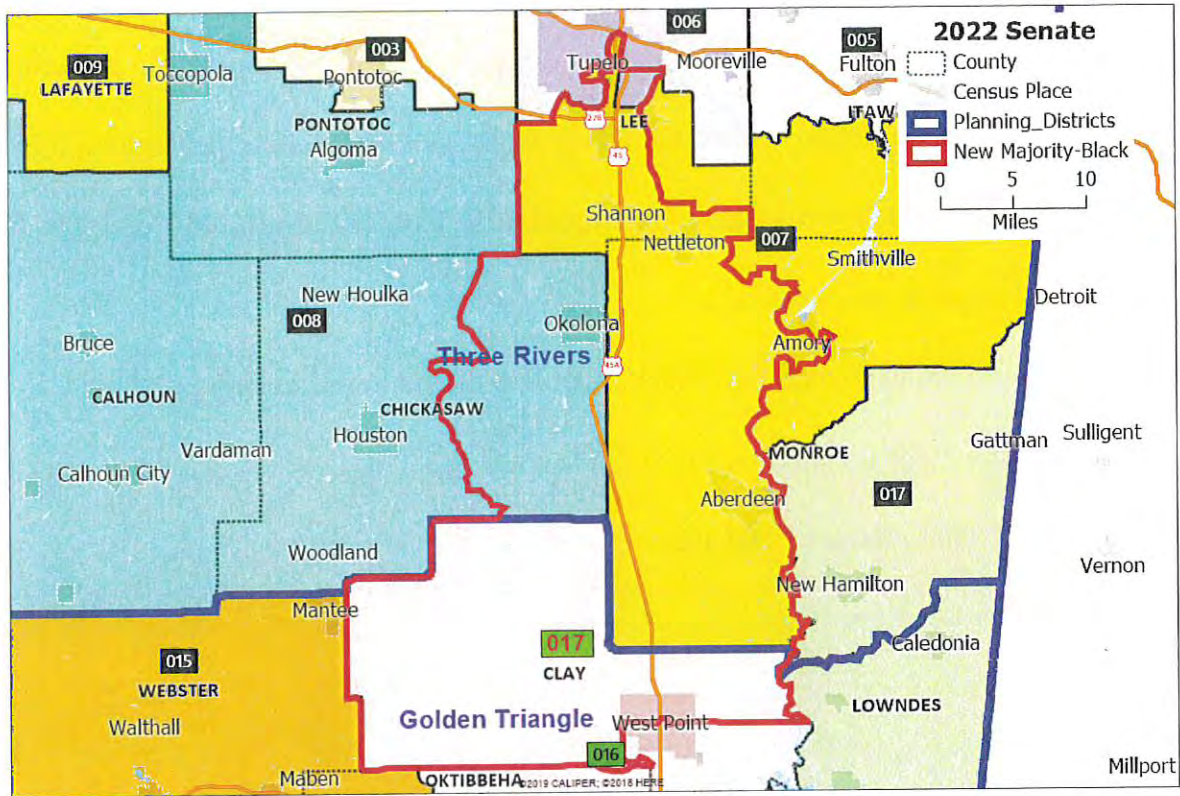 2022 Senate
County
Census Place
Planning_Districts
New Majority-Black
0 5 10
Miles
006
003
005
009
Toccopola
Pontotoc
Tupelo
Mooreville
Fulton
LAFAYETTE
PONTOTOC
Algoma
278
LEE
ITAW
45
Shannon
Nettleton
007
Smithville
New Houlka
008
Okolona
Detroit
Bruce
Three Rivers
45A
Amory
CALHOUN
CHICKASAW
Houston
Vardaman
MONROE
Gattman
Sulligent
Calhoun City
Aberdeen
017
Woodland
Vernon
Mantee
New Hamilton
017
CLAY
Caledonia
015
WEBSTER
LOWNDES
Walthall
Golden Triangle
West Point
016
Maben
OKTIBBEHA
©2019 CALIPER; ©2018 HERE
Millport